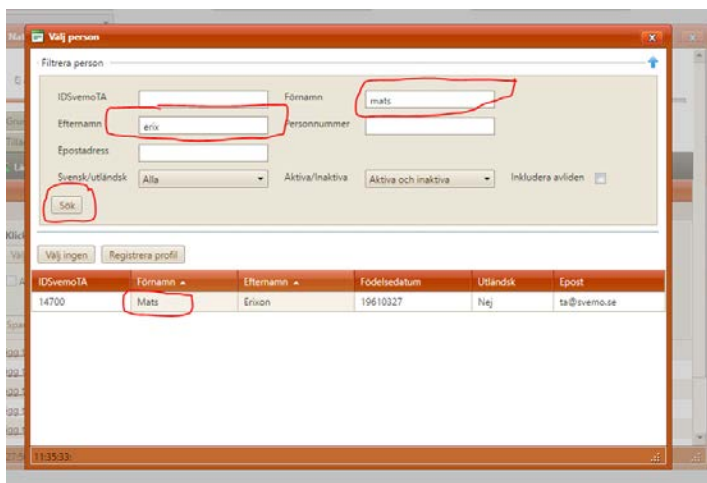 Välj person
Filtrera person
IDSvemoTA Förnamn mats
Efternamn erix Personnummer
Epostadress
Svensk/utländsk Alla Aktiva/Inaktiva Aktiva och inaktiva Inkludera avliden
Sök
Välj ingen Registrera profil
IDSvemoTA Förnamn Efternamn Födelsedatum Utländsk Epost
14700 Mats Erixon 19610327 Nej ta@svemo.se
11:35:33: